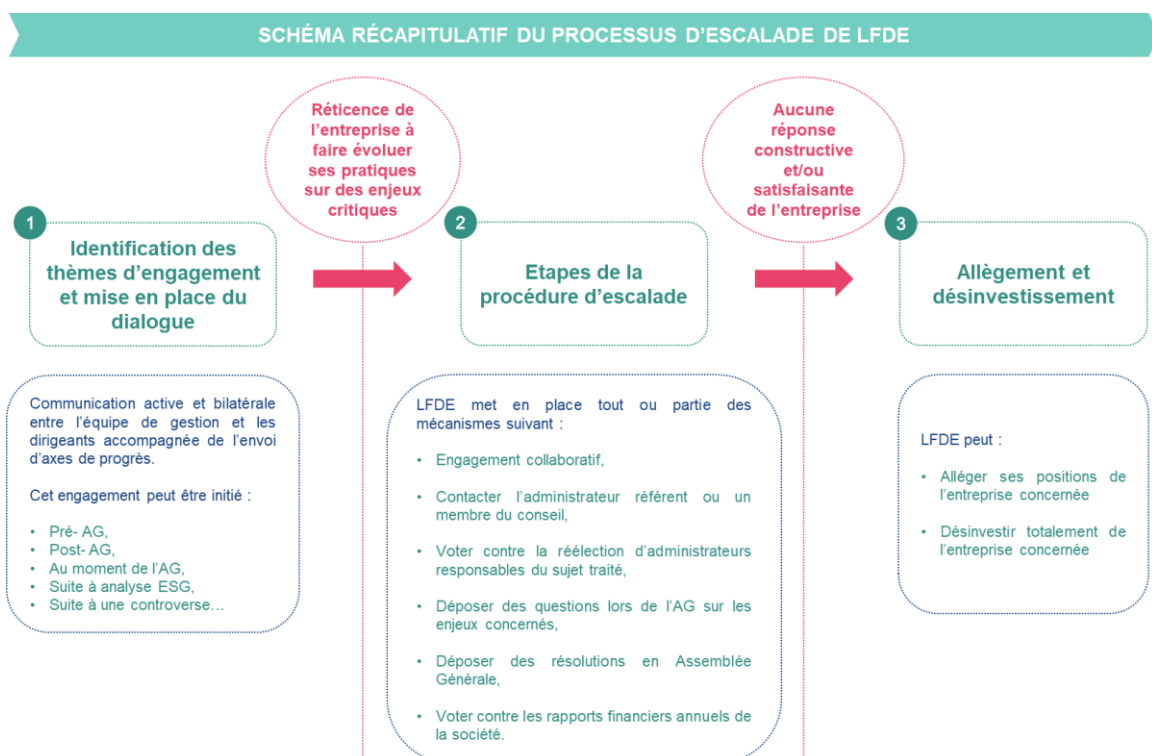 SCHÉMA RÉCAPITULATIF DU PROCESSUS D'ESCALADE DE LFDE
Réticence de
l'entreprise à
faire évoluer
ses pratiques
sur des enjeux
critiques
Aucune
réponse
constructive
et/ou
satisfaisante
de l'entreprise
1
Identification des
thèmes d'engagement
et mise en place du
dialogue
2
Etapes de la
procédure d'escalade
3
Allègement et
désinvestissement
Communication active et bilatérale
entre l'équipe de gestion et les
dirigeants accompagnée de l'envoi
d'axes de progrès.
Cet engagement peut être initié :
• Pré- AG,
• Post- AG,
• Au moment de l'AG,
• Suite à analyse ESG,
• Suite à une controverse…
LFDE met en place tout ou partie des
mécanismes suivant :
• Engagement collaboratif,
• Contacter l'administrateur référent ou un
membre du conseil,
• Voter contre la réélection d'administrateurs
responsables du sujet traité,
• Déposer des questions lors de l'AG sur les
enjeux concernés,
• Déposer des résolutions en Assemblée
Générale,
• Voter contre les rapports financiers annuels de
la société.
LFDE peut :
• Alléger ses positions de
l'entreprise concernée
• Désinvestir totalement de
l'entreprise concernée